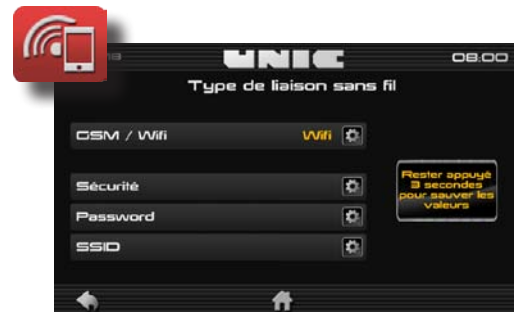 UNIC
08:00
Type de liaison sans fil
GSM / Wifi Wifi
Rester appuyé
3 secondes
pour sauver les
valeurs
Sécurité
Password
SSID